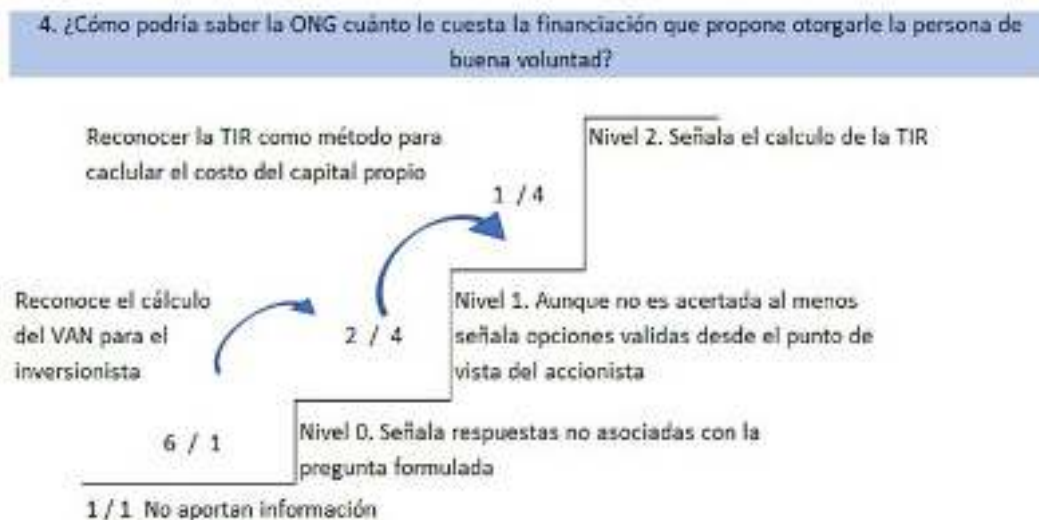 4. ¿Cómo podría saber la ONG cuánto le cuesta la financiación que propone otorgarle la persona de
buena voluntad?
Reconocer la TIR como método para
caclular el costo del capital propio
Nivel 2. Señala el calculo de la TIR
1 / 4
Reconoce el cálculo
del VAN para el
inversionista
2 / 4
Nivel 1. Aunque no es acertada al menos
señala opciones validas desde el punto de
vista del accionista
6 / 1
Nivel 0. Señala respuestas no asociadas con la
pregunta formulada
1 / 1 No aportan información